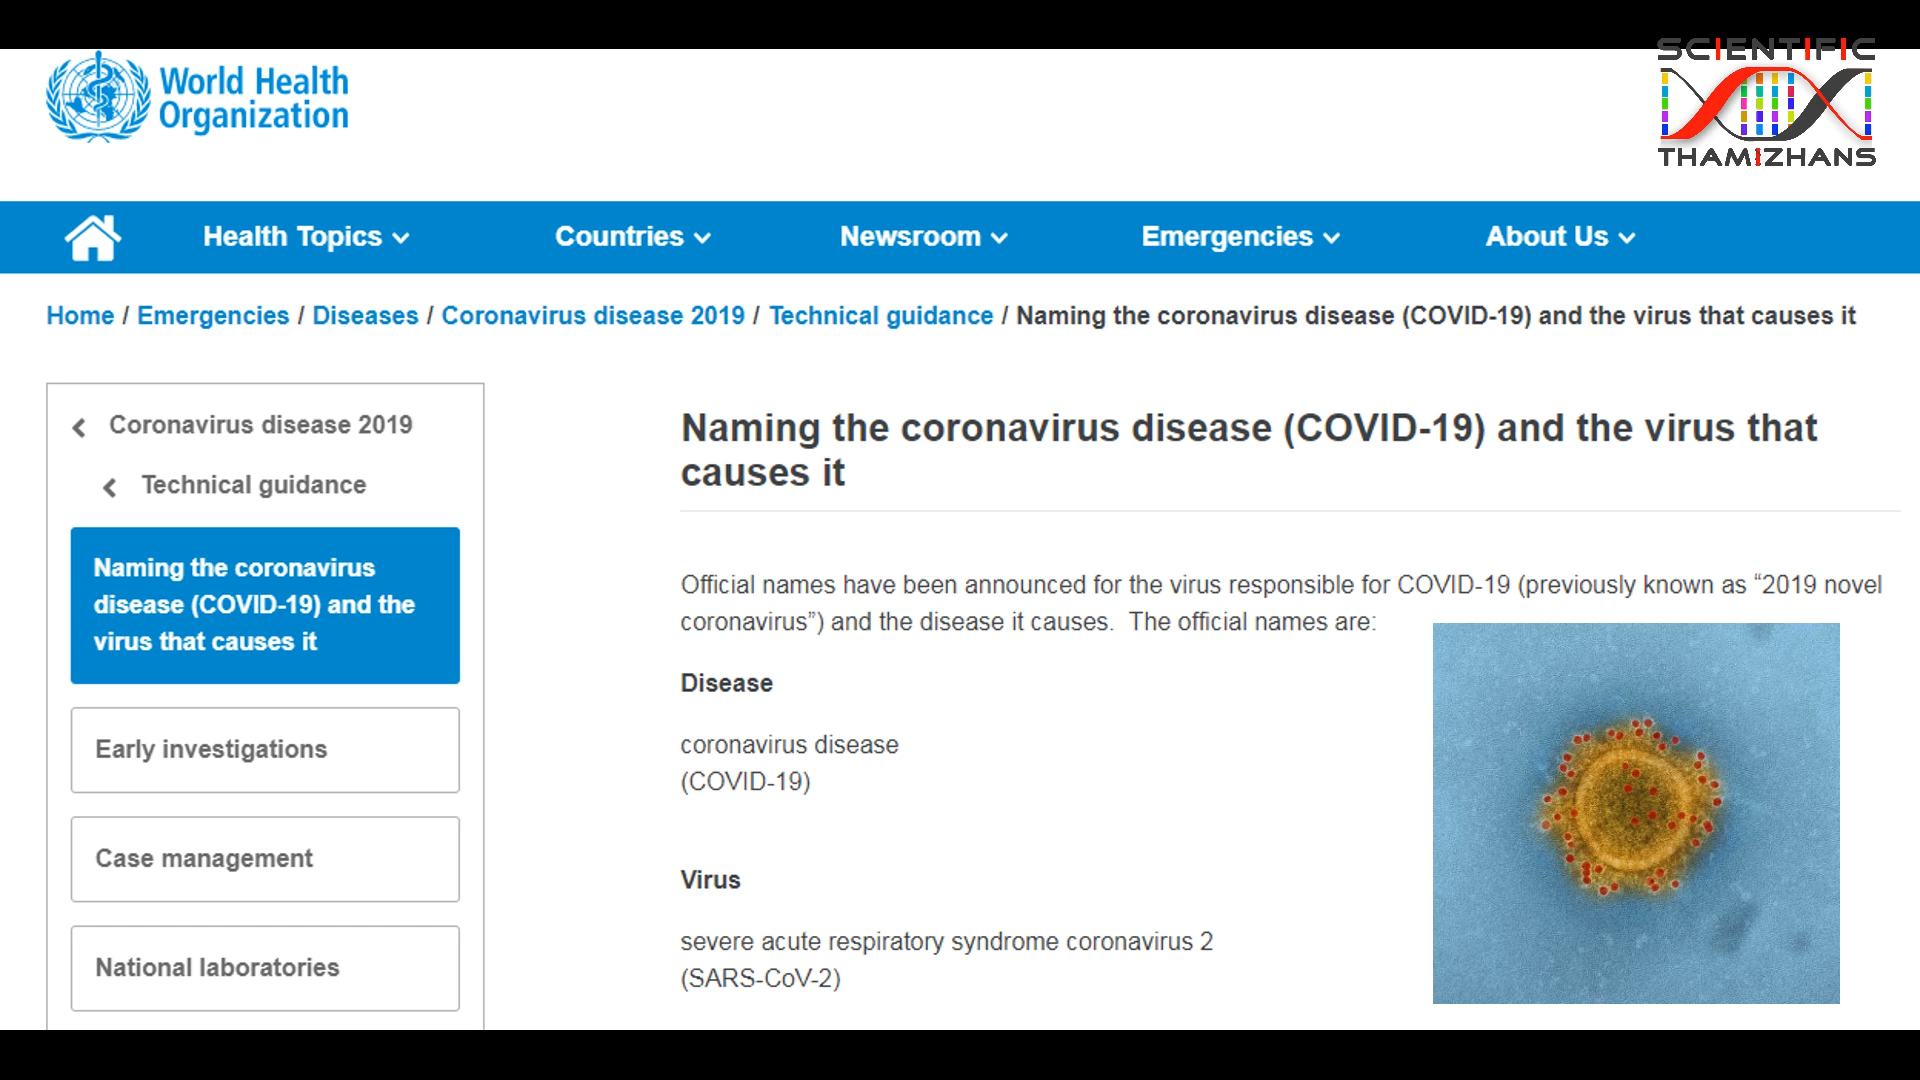 World Health
Organization
SCIENTIFIC
THAMIZHANS
Health Topics
Countries
Newsroom
Emergencies
About Us
Home / Emergencies / Diseases / Coronavirus disease 2019 / Technical guidance / Naming the coronavirus disease (COVID-19) and the virus that causes it
Coronavirus disease 2019
Technical guidance
Naming the coronavirus
disease (COVID-19) and the
virus that causes it
Early investigations
Case management
National laboratories
Naming the coronavirus disease (COVID-19) and the virus that
causes it
Official names have been announced for the virus responsible for COVID-19 (previously known as “2019 novel
coronavirus”) and the disease it causes.  The official names are:
Disease
coronavirus disease
(COVID-19)
Virus
severe acute respiratory syndrome coronavirus 2
(SARS-CoV-2)